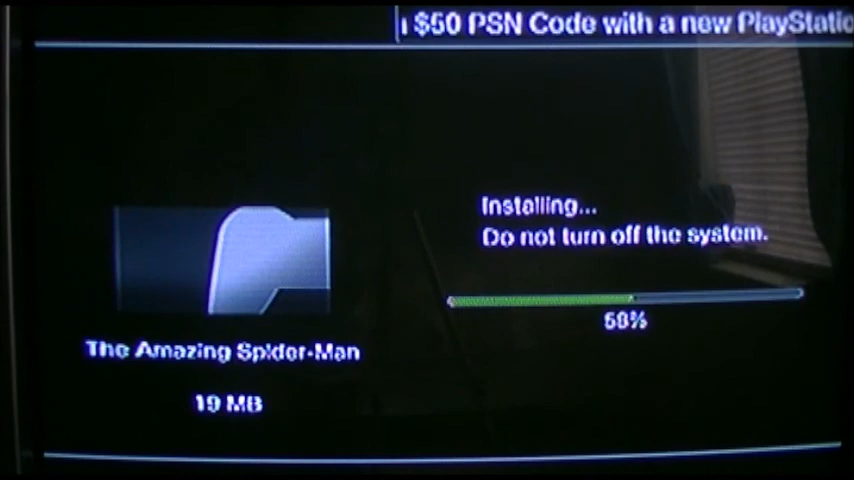 $50 PSN Code with a new PlayStatio
Installing...
Do not turn off the system.
The Amazing Spider-Man
19 MB